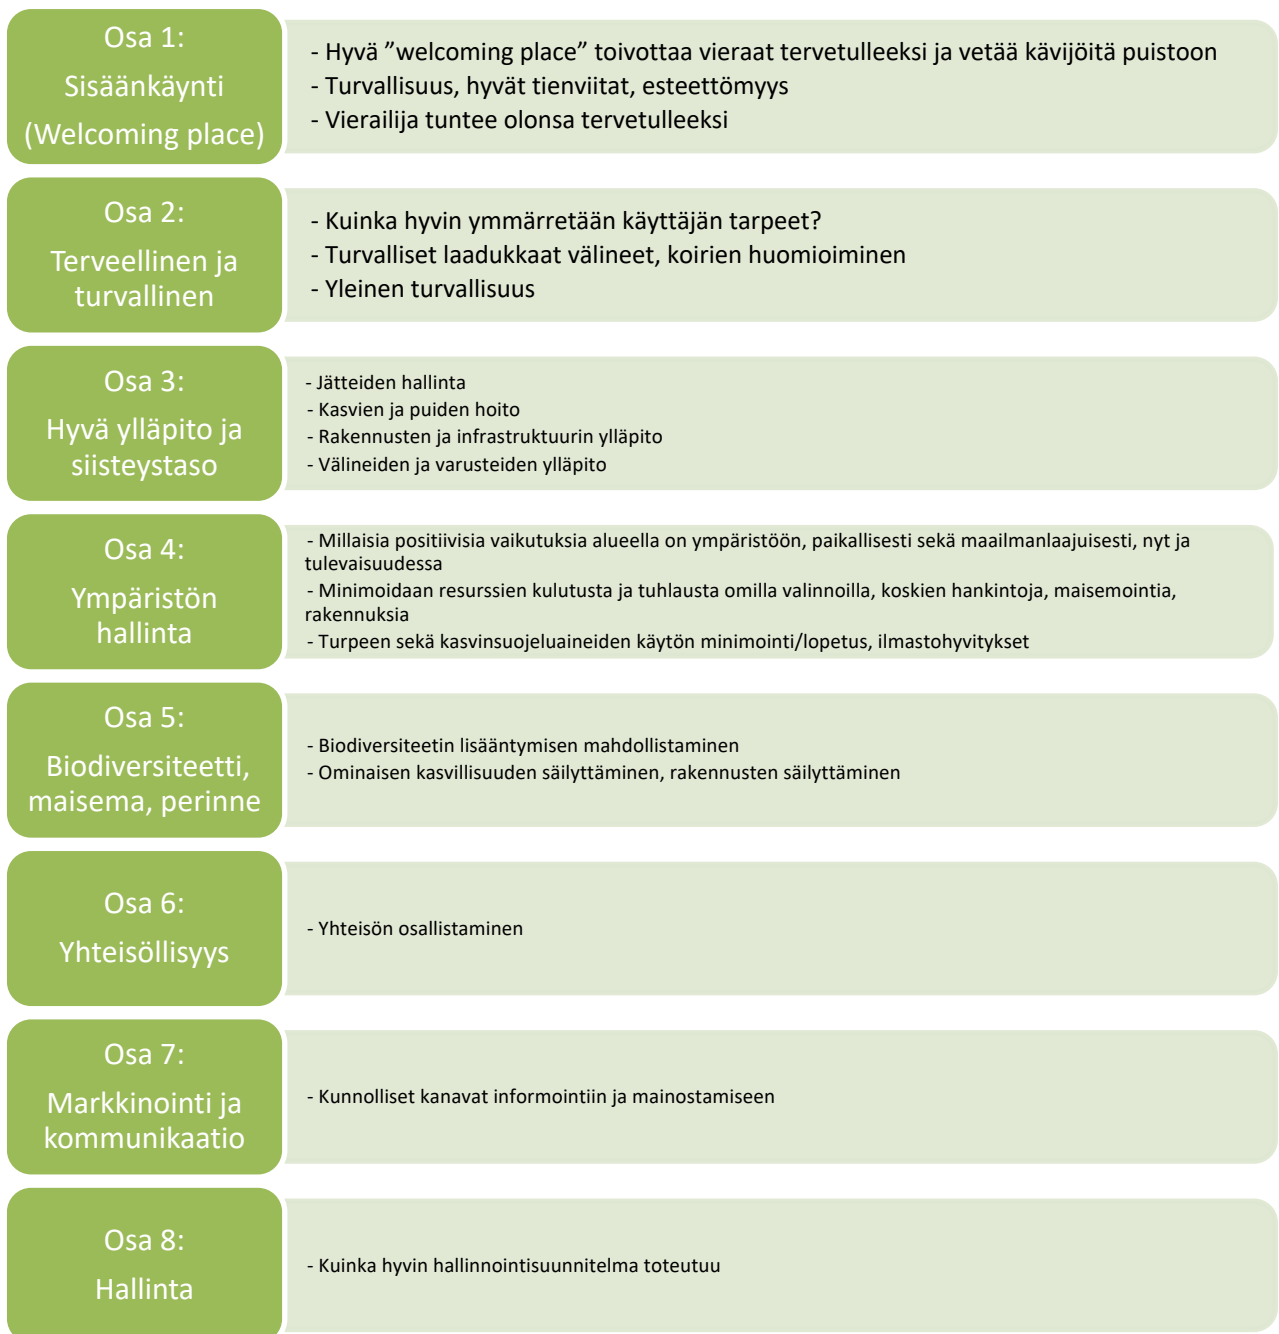 Osa 1:
Sisäänkäynti
(Welcoming place)
- Hyvä ”welcoming place” toivottaa vieraat tervetulleeksi ja vetää kävijöitä puistoon
- Turvallisuus, hyvät tienviitat, esteettömyys
- Vierailija tuntee olonsa tervetulleeksi
Osa 2:
Terveellinen ja
turvallinen
- Kuinka hyvin ymmärretään käyttäjän tarpeet?
- Turvalliset laadukkaat välineet, koirien huomioiminen
- Yleinen turvallisuus
Osa 3:
Hyvä ylläpito ja
siisteystaso
- Jätteiden hallinta
- Kasvien ja puiden hoito
- Rakennusten ja infrastruktuurin ylläpito
- Välineiden ja varusteiden ylläpito
Osa 4:
Ympäristön
hallinta
- Millaisia positiivisia vaikutuksia alueella on ympäristöön, paikallisesti sekä maailmanlaajuisesti, nyt ja
tulevaisuudessa
- Minimoidaan resurssien kulutusta ja tuhlausta omilla valinnoilla, koskien hankintoja, maisemointia,
rakennuksia
- Turpeen sekä kasvinsuojeluaineiden käytön minimointi/lopetus, ilmastohyvitykset
Osa 5:
Biodiversiteetti,
maisema, perinne
- Biodiversiteetin lisääntymisen mahdollistaminen
- Ominaisen kasvillisuuden säilyttäminen, rakennusten säilyttäminen
Osa 6:
Yhteisöllisyys
- Yhteisön osallistaminen
Osa 7:
Markkinointi ja
kommunikaatio
- Kunnolliset kanavat informointiin ja mainostamiseen
Osa 8:
Hallinta
- Kuinka hyvin hallinnointisuunnitelma toteutuu